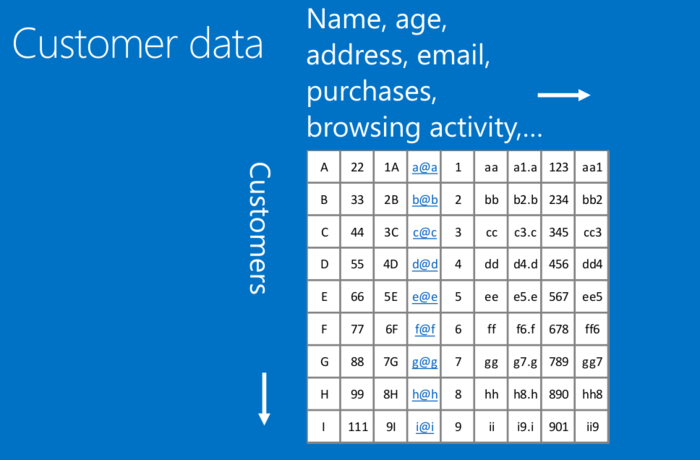 Customer data
Name, age,
address, email,
purchases,
browsing activity,...
Customers
A 22 1A a@a 1 aa a1.a 123 aa1
B 33 2B b@b 2 bb b2.b 234 bb2
C 44 3C c@c 3 cc c3.c 345 cc3
D 55 4D d@d 4 dd d4.d 456 dd4
E 66 5E e@e 5 ee e5.e 567 ee5
F 77 6F f@f 6 ff f6.f 678 ff6
G 88 7G g@g 7 gg g7.g 789 gg7
H 99 8H h@h 8 hh h8.h 890 hh8
I 111 9I i@i 9 ii i9.i 901 ii9